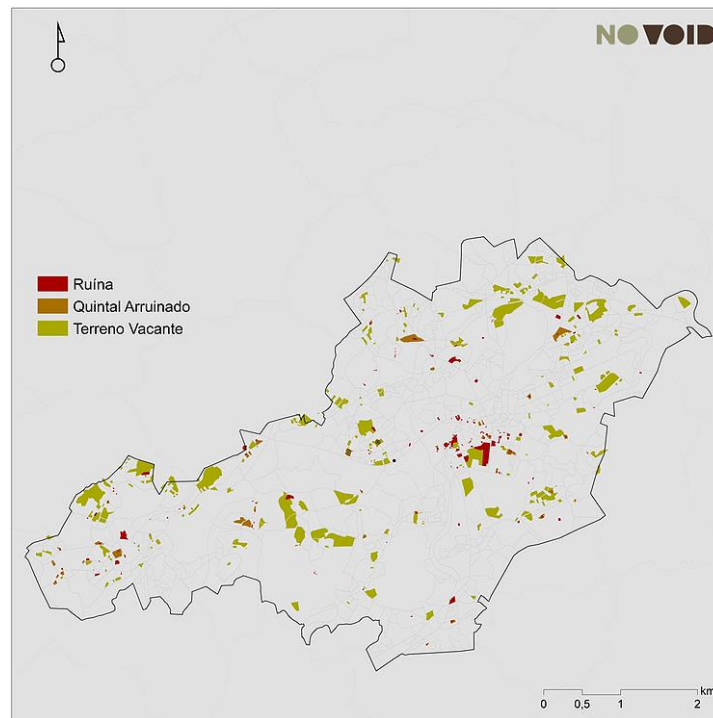 NO VOID
Ruína
Quintal Arruinado
Terreno Vacante
km
0 0,5 1 2